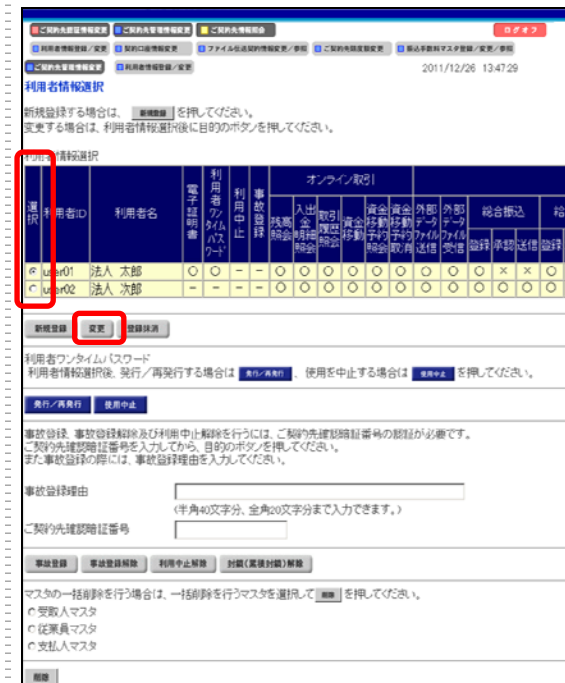 ご契約先認証情報変更 ご契約先管理情報変更 ご契約先情報照会 ログオフ
利用者情報登録／変更 契約口座情報変更 ファイル伝送契約情報変更／参照 ご契約先限度額変更 振込手数料マスタ登録／変更／参照
ご契約先管理情報変更 利用者情報登録／変更 2011/12/26 13:47:29
利用者情報選択
新規登録する場合は、 新規登録 を押してください。
変更する場合は、利用者情報選択後に目的のボタンを押してください。
利用者情報選択
選択 利用者ID 利用者名 電子証明書 利用者ワンタイムパスワード 利用中止 事故登録 オンライン取引 給
残高照会 入出金明細照会 取引履歴照会 資金移動 資金移動予約照会 資金移動予約取消 外部データファイル送信 外部データファイル受信 総合振込
登録 承認 送信 登録
user01 法人 太郎 ○ ○ － － ○ ○ ○ ○ ○ ○ ○ ○ ○ × × ○
user02 法人 次郎 － － － － ○ ○ ○ ○ ○ ○ ○ ○ ○ ○ ○ ○
新規登録 変更 登録抹消
利用者ワンタイムパスワード
利用者情報選択後、発行／再発行する場合は 発行/再発行 、使用を中止する場合は 使用中止 を押してください。
発行/再発行 使用中止
事故登録、事故登録解除及び利用中止解除を行うには、ご契約先確認暗証番号の認証が必要です。
ご契約先確認暗証番号を入力してから、目的のボタンを押してください。
また事故登録の際には、事故登録理由を入力してください。
事故登録理由
(半角40文字分、全角20文字分まで入力できます。)
ご契約先確認暗証番号
事故登録 事故登録解除 利用中止解除 封鎖(累後封鎖)解除
マスタの一括削除を行う場合は、一括削除を行うマスタを選択して 削除 を押してください。
受取人マスタ
従業員マスタ
支払人マスタ
削除